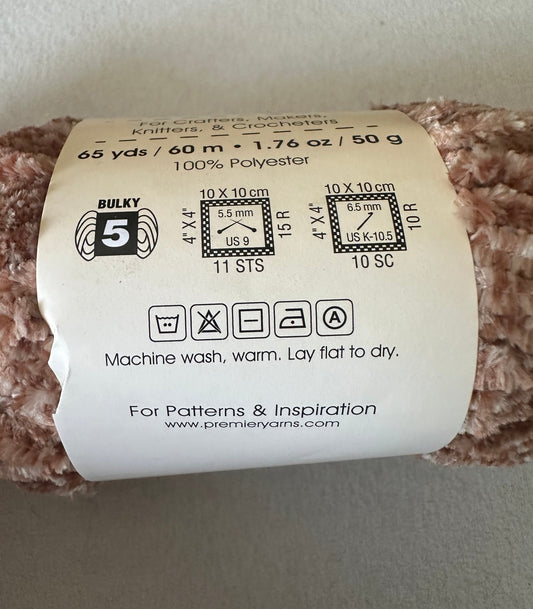 For Crafters, Makers,
Knitters, & Crocheters
65 yds / 60 m • 1.76 oz / 50 g
100% Polyester
BULKY
5
10 X 10 cm
4" X 4"
5.5 mm
US 9
15 R
11 STS
10 X 10 cm
4" X 4"
6.5 mm
US K-10.5
10 R
10 SC
A
Machine wash, warm. Lay flat to dry.
For Patterns & Inspiration
www.premieryarns.com